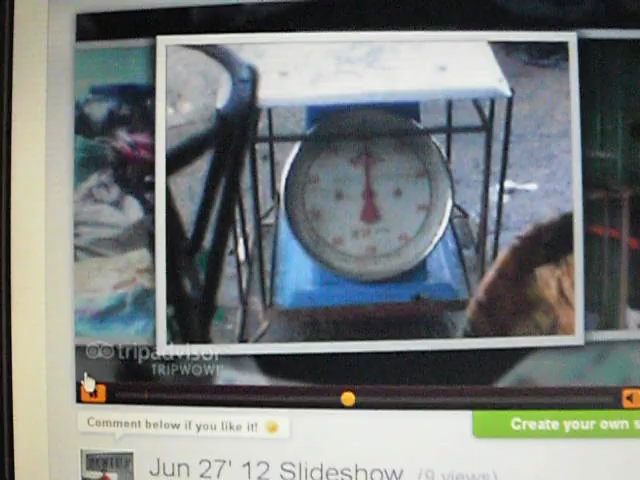 tripadvisor
TRIPWOW!!
Comment below if you like it!
Create your own s
Jun 27' 12 Slideshow (9 views)